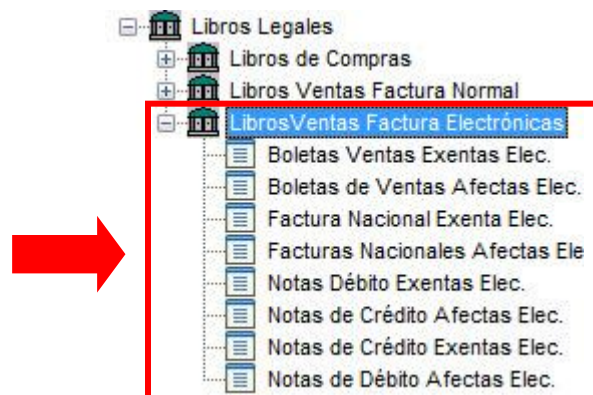 Libros Legales
Libros de Compras
Libros Ventas Factura Normal
LibrosVentas Factura Electrónicas
Boletas Ventas Exentas Elec.
Boletas de Ventas Afectas Elec.
Factura Nacional Exenta Elec.
Facturas Nacionales Afectas Ele
Notas Débito Exentas Elec.
Notas de Crédito Afectas Elec.
Notas de Crédito Exentas Elec.
Notas de Débito Afectas Elec.